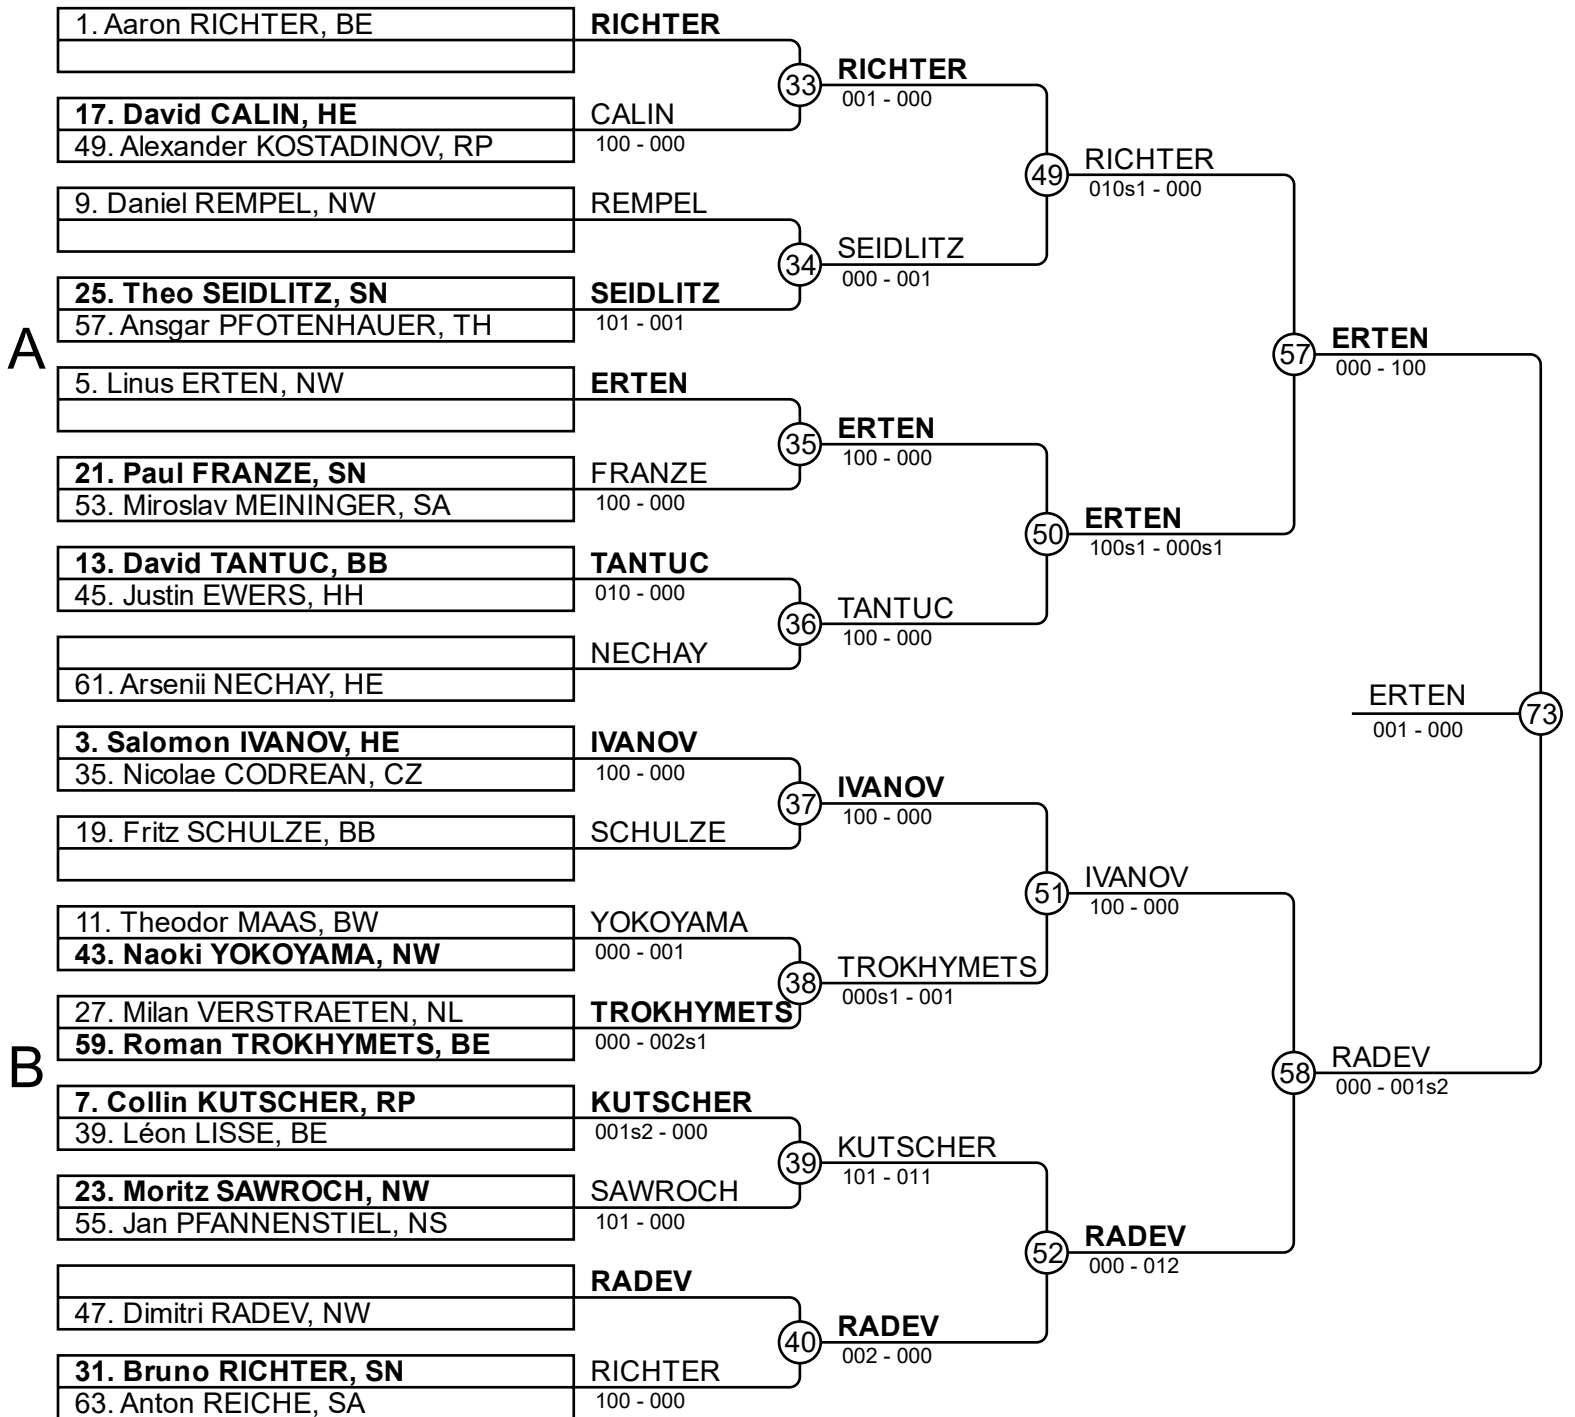 1. Aaron RICHTER, BE
RICHTER
33
RICHTER
001 - 000
17. David CALIN, HE
CALIN
49. Alexander KOSTADINOV, RP
100 - 000
49
RICHTER
010s1 - 000
9. Daniel REMPEL, NW
REMPEL
34
SEIDLITZ
000 - 001
25. Theo SEIDLITZ, SN
SEIDLITZ
57. Ansgar PFOTENHAUER, TH
101 - 001
A
57
ERTEN
000 - 100
5. Linus ERTEN, NW
ERTEN
35
ERTEN
100 - 000
21. Paul FRANZE, SN
FRANZE
53. Miroslav MEININGER, SA
100 - 000
50
ERTEN
100s1 - 000s1
13. David TANTUC, BB
TANTUC
45. Justin EWERS, HH
010 - 000
36
TANTUC
100 - 000
NECHAY
61. Arsenii NECHAY, HE
ERTEN
73
001 - 000
3. Salomon IVANOV, HE
IVANOV
35. Nicolae CODREAN, CZ
100 - 000
37
IVANOV
100 - 000
19. Fritz SCHULZE, BB
SCHULZE
51
IVANOV
100 - 000
11. Theodor MAAS, BW
YOKOYAMA
43. Naoki YOKOYAMA, NW
000 - 001
38
TROKHYMETS
000s1 - 001
27. Milan VERSTRAETEN, NL
TROKHYMETS
59. Roman TROKHYMETS, BE
000 - 002s1
B
58
RADEV
000 - 001s2
7. Collin KUTSCHER, RP
KUTSCHER
39. Léon LISSE, BE
001s2 - 000
39
KUTSCHER
101 - 011
23. Moritz SAWROCH, NW
SAWROCH
55. Jan PFANNENSTIEL, NS
101 - 000
52
RADEV
000 - 012
RADEV
47. Dimitri RADEV, NW
40
RADEV
002 - 000
31. Bruno RICHTER, SN
RICHTER
63. Anton REICHE, SA
100 - 000